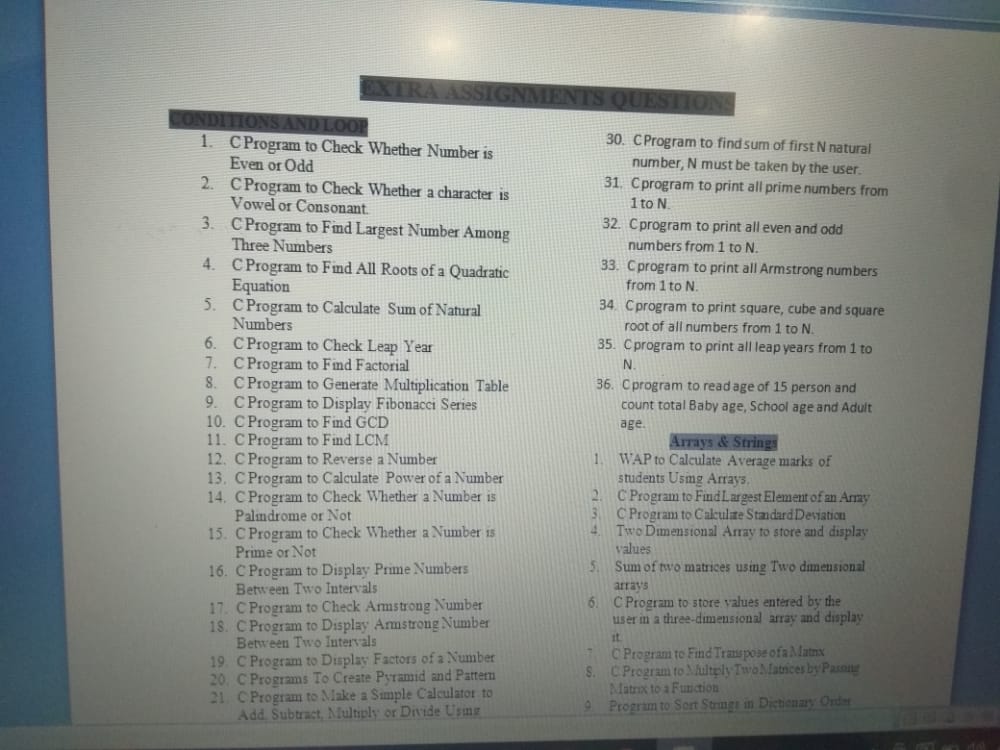 EXTRA ASSIGNMENTS QUESTIONS
CONDITIONS AND LOOP
1. C Program to Check Whether Number is
Even or Odd
2. C Program to Check Whether a character is
Vowel or Consonant.
3. C Program to Find Largest Number Among
Three Numbers
4. C Program to Find All Roots of a Quadratic
Equation
5. C Program to Calculate Sum of Natural
Numbers
6. C Program to Check Leap Year
7. C Program to Find Factorial
8. C Program to Generate Multiplication Table
9. C Program to Display Fibonacci Series
10. C Program to Find GCD
11. C Program to Find LCM
12. C Program to Reverse a Number
13. C Program to Calculate Power of a Number
14. C Program to Check Whether a Number is
Palindrome or Not
15. C Program to Check Whether a Number is
Prime or Not
16. C Program to Display Prime Numbers
Between Two Intervals
17. C Program to Check Armstrong Number
18. C Program to Display Armstrong Number
Between Two Intervals
19. C Program to Display Factors of a Number
20. C Programs To Create Pyramid and Pattern
21. C Program to Make a Simple Calculator to
Add, Subtract, Multiply or Divide Using
30. C Program to find sum of first N natural
number, N must be taken by the user.
31. C program to print all prime numbers from
1 to N.
32. C program to print all even and odd
numbers from 1 to N.
33. C program to print all Armstrong numbers
from 1 to N.
34. C program to print square, cube and square
root of all numbers from 1 to N.
35. C program to print all leap years from 1 to
N.
36. C program to read age of 15 person and
count total Baby age, School age and Adult
age.
Arrays & Strings
1. WAP to Calculate Average marks of
students Using Arrays.
2. C Program to Find Largest Element of an Array
3. C Program to Calculate Standard Deviation
4. Two Dimensional Array to store and display
values
5. Sum of two matrices using Two dimensional
arrays
6. C Program to store values entered by the
user in a three-dimensional array and display
it.
7 C Program to Find Transpose of a Matrix
8. C Program to Multiply Two Matrices by Passing
Matrix to a Function
9. Program to Sort Strings in Dictionary Order